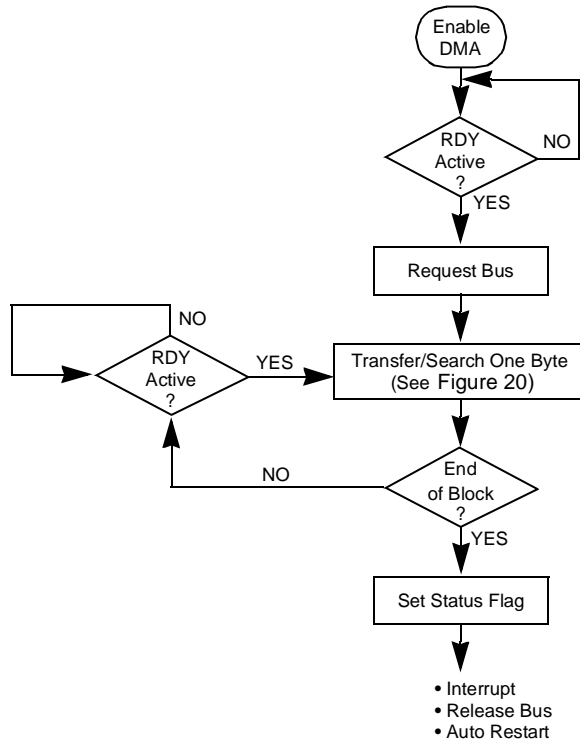 Enable
DMA
RDY
Active
?
NO
YES
Request Bus
NO
RDY
Active
?
YES
Transfer/Search One Byte
(See Figure 20)
NO
End
of Block
?
YES
Set Status Flag
• Interrupt
• Release Bus
• Auto Restart